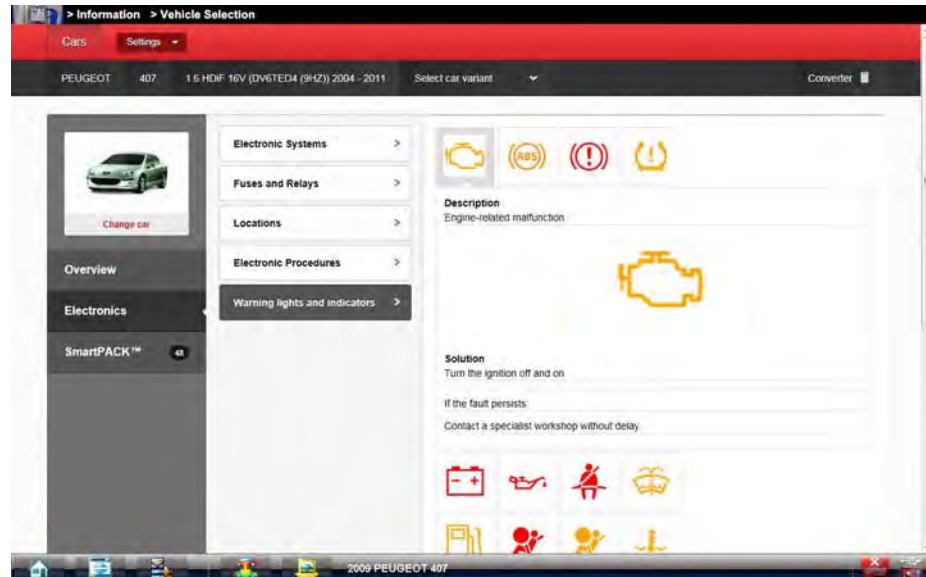 > Information > Vehicle Selection
Cars Settings
PEUGEOT 407 1.6 HDiF 16V (DV6TED4 (9HZ)) 2004 - 2011 Select car variant Converter
Change car
Overview
Electronics
SmartPACK™ 48
Electronic Systems >
Fuses and Relays >
Locations >
Electronic Procedures >
Warning lights and indicators >
(ABS) (!) (!)
Description
Engine-related malfunction
Solution
Turn the ignition off and on
If the fault persists:
Contact a specialist workshop without delay.
- +
2009 PEUGEOT 407